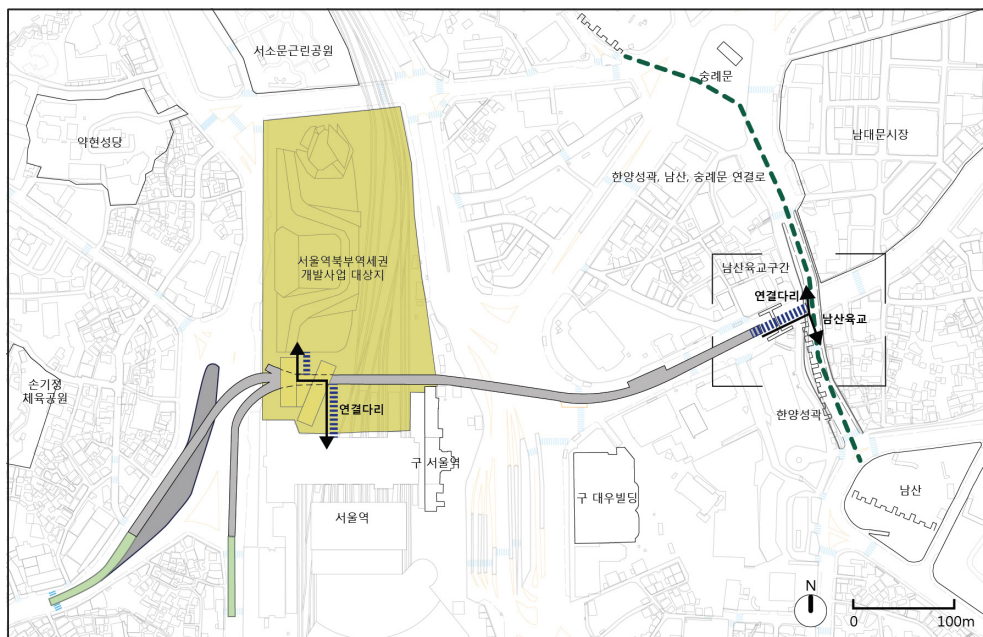 서소문근린공원
숭례문
약현성당
남대문시장
한양성곽, 남산, 숭례문 연결로
서울역북부역세권
개발사업 대상지
남산육교구간
연결다리
남산육교
손기정
체육공원
연결다리
한양성곽
구 서울역
구 대우빌딩
남산
서울역
N
0
100m